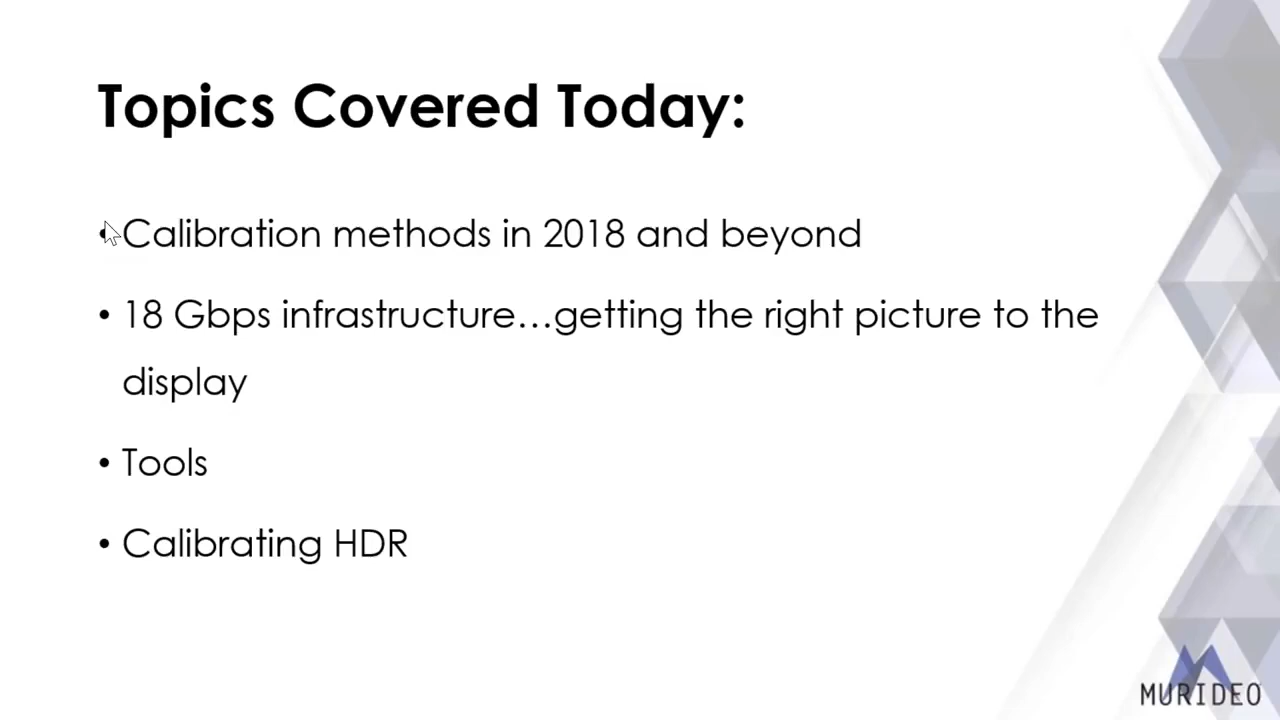 Topics Covered Today:
• Calibration methods in 2018 and beyond
• 18 Gbps infrastructure…getting the right picture to the
display
• Tools
• Calibrating HDR
MURIDEO